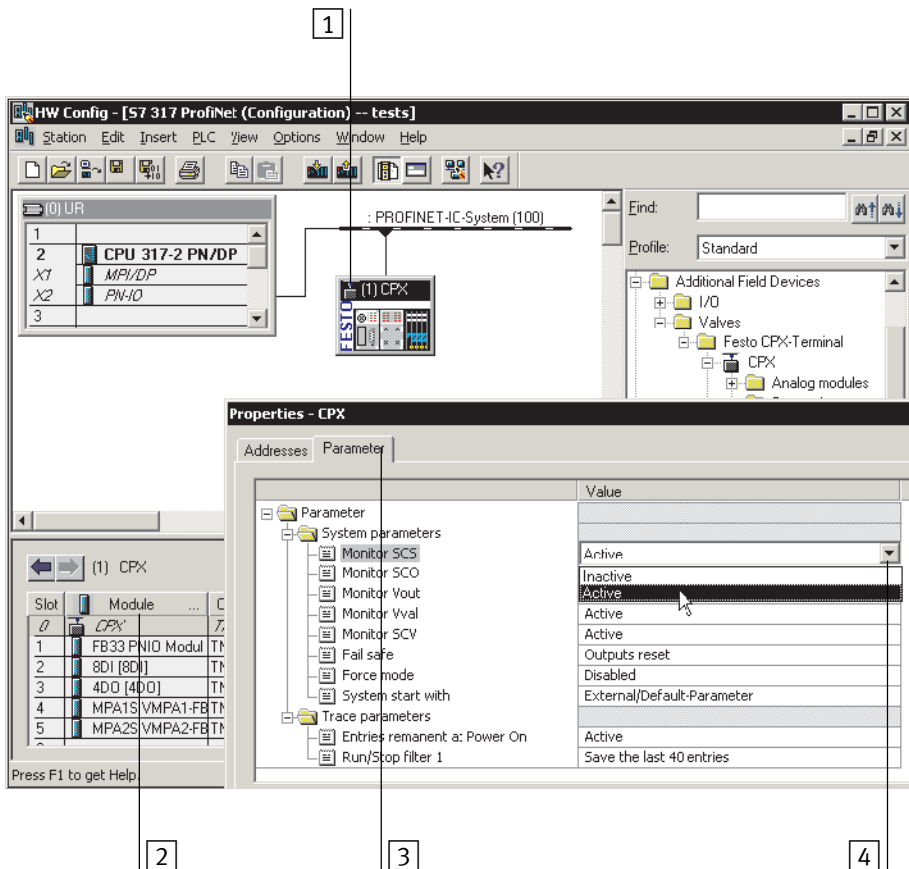 1
HW Config - [S7 317 ProfiNet (Configuration) -- tests]
Station Edit Insert PLC View Options Window Help
(0) UR
1
2 CPU 317-2 PN/DP
X1 MPI/DP
X2 PN-IO
3
: PROFINET-IC-System (100)
(1) CPX
FESTO
Find:
Profile: Standard
Additional Field Devices
I/O
Valves
Festo CPX-Terminal
CPX
Analog modules
Properties - CPX
Addresses Parameter
Value
Parameter
System parameters
Monitor SCS Active
Monitor SCO Inactive
Monitor Vout Active
Monitor Vval Active
Monitor SCV Active
Fail safe Outputs reset
Force mode Disabled
System start with External/Default-Parameter
Trace parameters
Entries remanent a: Power On Active
Run/Stop filter 1 Save the last 40 entries
(1) CPX
Slot Module ...
0 CPX
1 FB33 PNIO Modul TN
2 8DI [8DI] TN
3 4DO [4DO] TN
4 MPA1S VMPA1-FB TN
5 MPA2S VMPA2-FB TN
Press F1 to get Help.
2
3
4